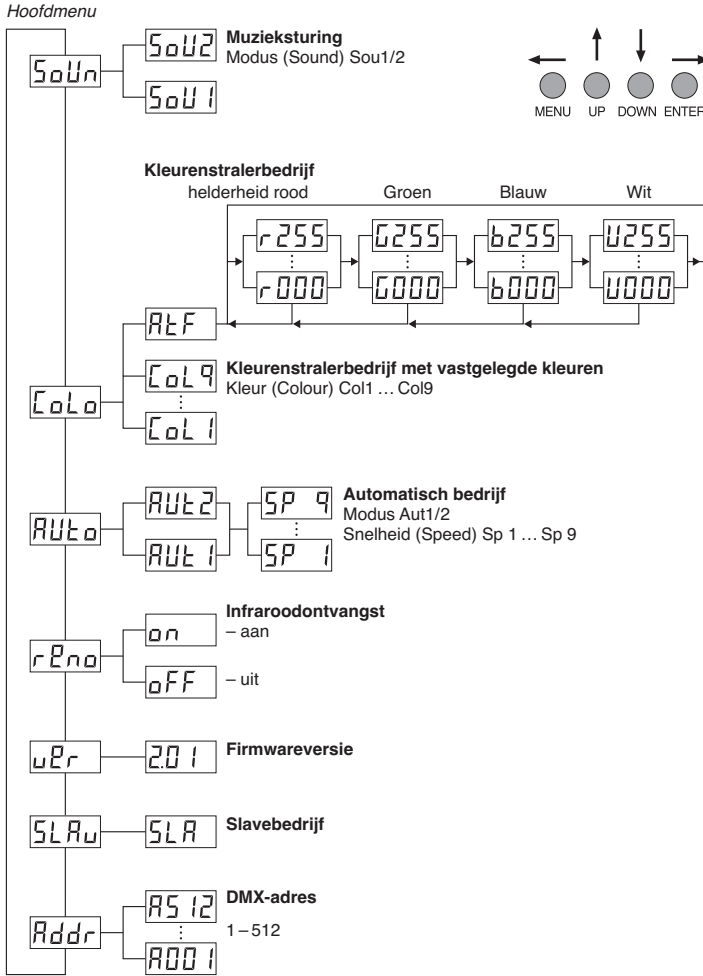 Hoofdmenu
SoUn
SoU2
SoU1
Muzieksturing
Modus (Sound) Sou1/2
MENU UP DOWN ENTER
Kleurenstralerbedrijf
helderheid rood Groen Blauw Wit
r255 G255 b255 U255
r000 G000 b000 U000
AtF
CoLo
CoL9
CoL1
Kleurenstralerbedrijf met vastgelegde kleuren
Kleur (Colour) Col1 … Col9
AUto
AUt2
AUt1
SP 9
SP 1
Automatisch bedrijf
Modus Aut1/2
Snelheid (Speed) Sp 1 … Sp 9
rEno
on
oFF
Infraroodontvangst
– aan
– uit
vEr
2.01
Firmwareversie
SLAv
SLA
Slavebedrijf
Addr
A512
A001
DMX-adres
1 – 512